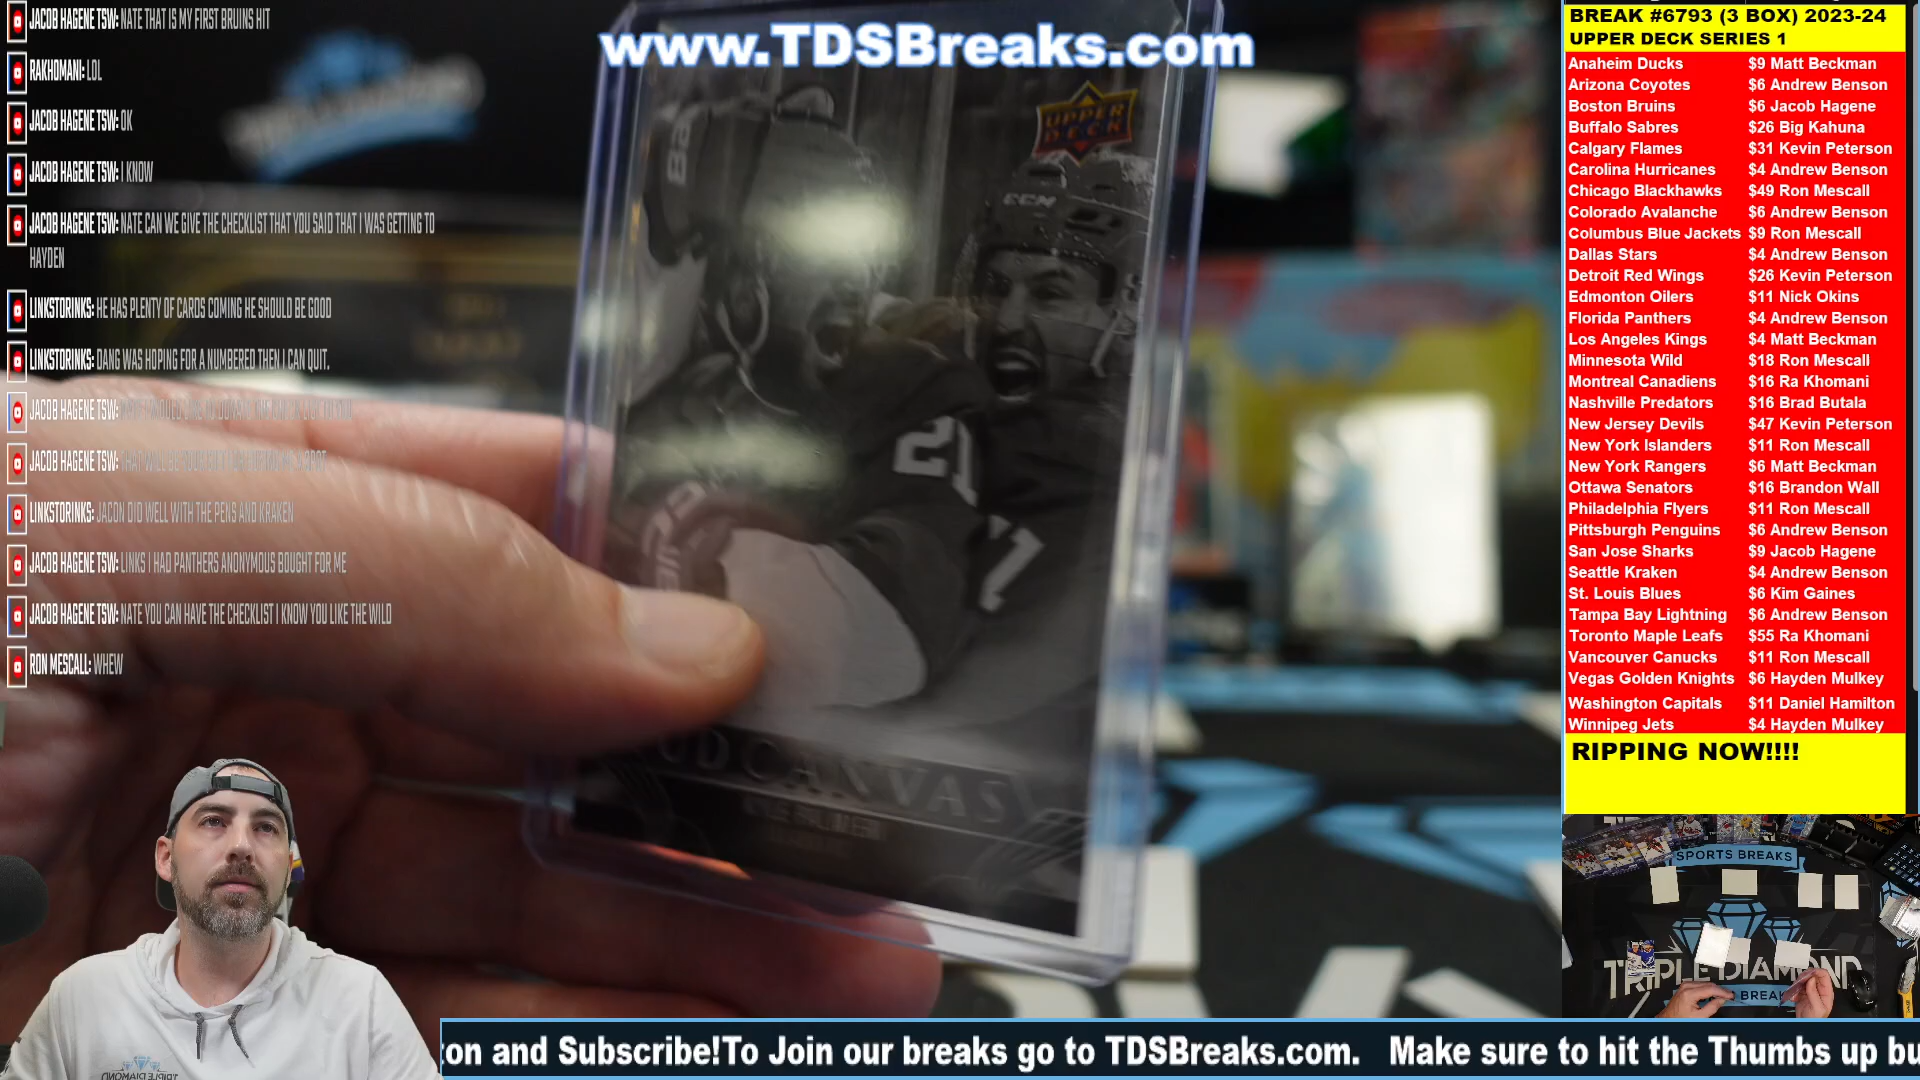 JACOB HAGENE TSW: NATE THAT IS MY FIRST BRUINS HIT
RAKHOMANI: LOL
JACOB HAGENE TSW: OK
JACOB HAGENE TSW: I KNOW
JACOB HAGENE TSW: NATE CAN WE GIVE THE CHECKLIST THAT YOU SAID THAT I WAS GETTING TO
HAYDEN
LINKSTORINKS: HE HAS PLENTY OF CARDS COMING HE SHOULD BE GOOD
LINKSTORINKS: DANG WAS HOPING FOR A NUMBERED THEN I CAN QUIT.
JACOB HAGENE TSW:
JACOB HAGENE TSW:
LINKSTORINKS: JACON DID WELL WITH THE PENS AND KRAKEN
JACOB HAGENE TSW: LINKS I HAD PANTHERS ANONYMOUS BOUGHT FOR ME
JACOB HAGENE TSW: NATE YOU CAN HAVE THE CHECKLIST I KNOW YOU LIKE THE WILD
RON MESCALL: WHEW
www.TDSBreaks.com
UPPER
DECK
CCM
21
UD CANVAS
BREAK #6793 (3 BOX) 2023-24
UPPER DECK SERIES 1
Anaheim Ducks $9 Matt Beckman
Arizona Coyotes $6 Andrew Benson
Boston Bruins $6 Jacob Hagene
Buffalo Sabres $26 Big Kahuna
Calgary Flames $31 Kevin Peterson
Carolina Hurricanes $4 Andrew Benson
Chicago Blackhawks $49 Ron Mescall
Colorado Avalanche $6 Andrew Benson
Columbus Blue Jackets $9 Ron Mescall
Dallas Stars $4 Andrew Benson
Detroit Red Wings $26 Kevin Peterson
Edmonton Oilers $11 Nick Okins
Florida Panthers $4 Andrew Benson
Los Angeles Kings $4 Matt Beckman
Minnesota Wild $18 Ron Mescall
Montreal Canadiens $16 Ra Khomani
Nashville Predators $16 Brad Butala
New Jersey Devils $47 Kevin Peterson
New York Islanders $11 Ron Mescall
New York Rangers $6 Matt Beckman
Ottawa Senators $16 Brandon Wall
Philadelphia Flyers $11 Ron Mescall
Pittsburgh Penguins $6 Andrew Benson
San Jose Sharks $9 Jacob Hagene
Seattle Kraken $4 Andrew Benson
St. Louis Blues $6 Kim Gaines
Tampa Bay Lightning $6 Andrew Benson
Toronto Maple Leafs $55 Ra Khomani
Vancouver Canucks $11 Ron Mescall
Vegas Golden Knights $6 Hayden Mulkey
Washington Capitals $11 Daniel Hamilton
Winnipeg Jets $4 Hayden Mulkey
RIPPING NOW!!!!
SPORTS BREAKS
TRIPLE DIAMOND
BREAK
on and Subscribe!To Join our breaks go to TDSBreaks.com. Make sure to hit the Thumbs up bu